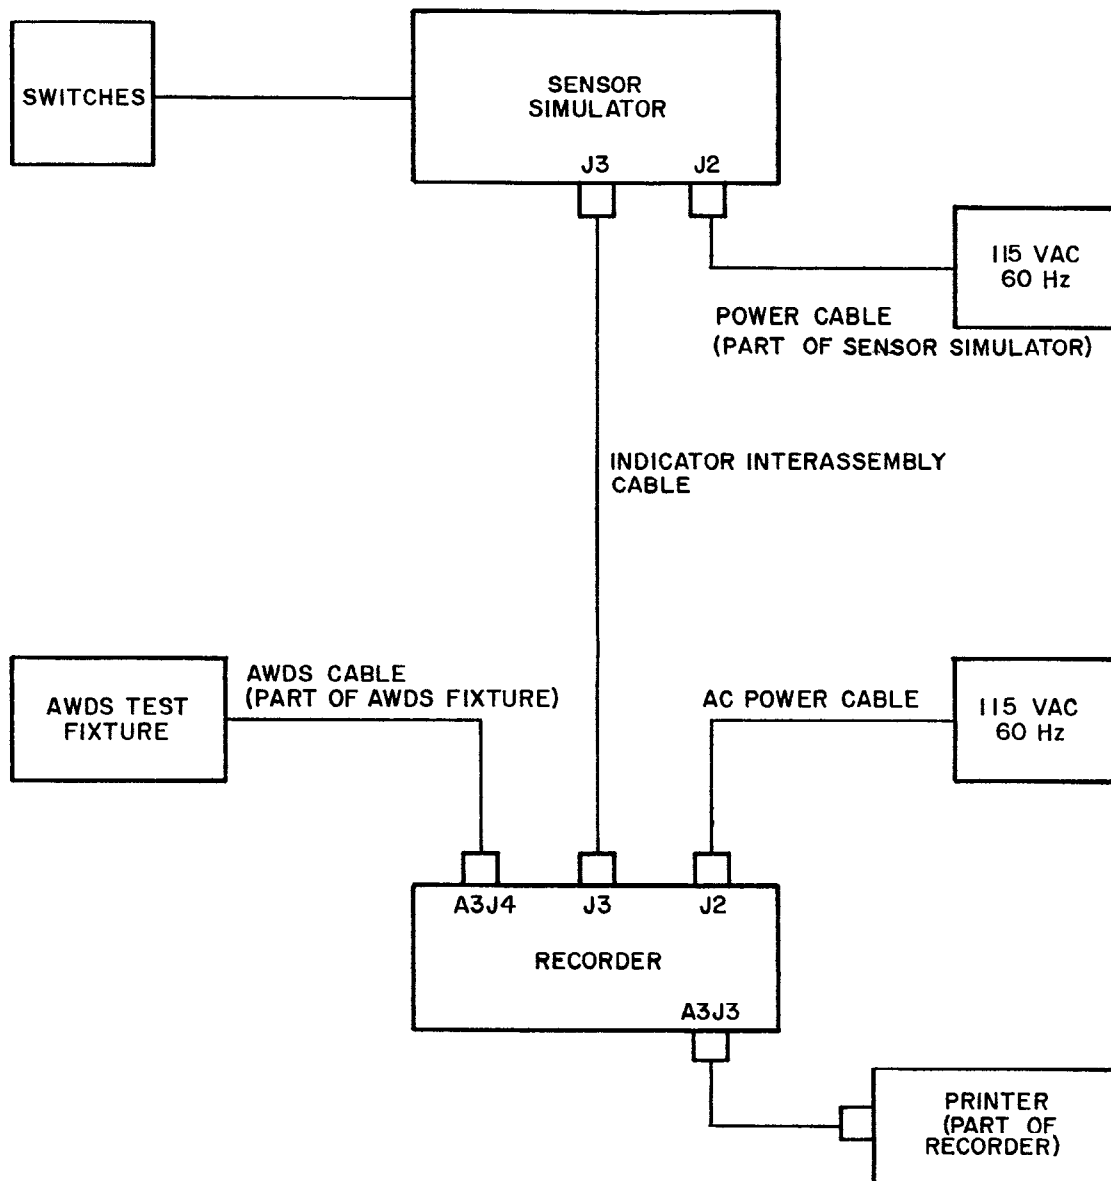 SWITCHES
SENSOR
SIMULATOR
J3
J2
115 VAC
60 Hz
POWER CABLE
(PART OF SENSOR SIMULATOR)
INDICATOR INTERASSEMBLY
CABLE
AWDS TEST
FIXTURE
AWDS CABLE
(PART OF AWDS FIXTURE)
AC POWER CABLE
115 VAC
60 Hz
A3J4
J3
J2
RECORDER
A3J3
PRINTER
(PART OF
RECORDER)